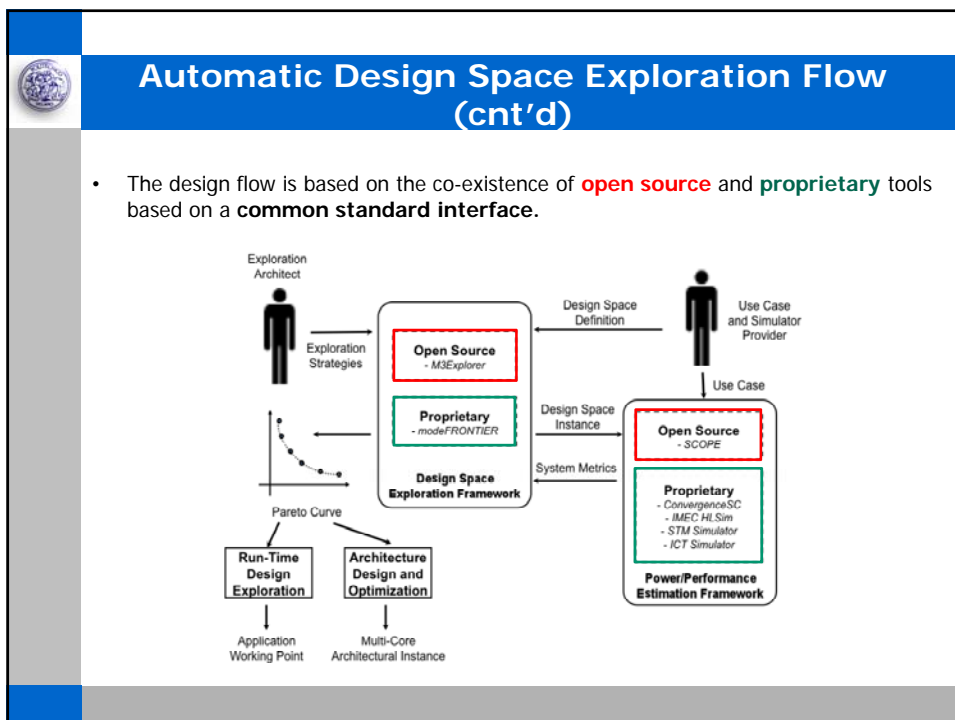 Automatic Design Space Exploration Flow
(cnt'd)
• The design flow is based on the co-existence of open source and proprietary tools
based on a common standard interface.
Exploration
Architect
Exploration
Strategies
Open Source
- M3Explorer
Proprietary
- modeFRONTIER
Design Space
Exploration Framework
Design Space
Definition
Use Case
and Simulator
Provider
Use Case
Design Space
Instance
System Metrics
Open Source
- SCOPE
Proprietary
- ConvergenceSC
- IMEC HLSim
- STM Simulator
- ICT Simulator
Power/Performance
Estimation Framework
Pareto Curve
Run-Time
Design
Exploration
Architecture
Design and
Optimization
Application
Working Point
Multi-Core
Architectural Instance